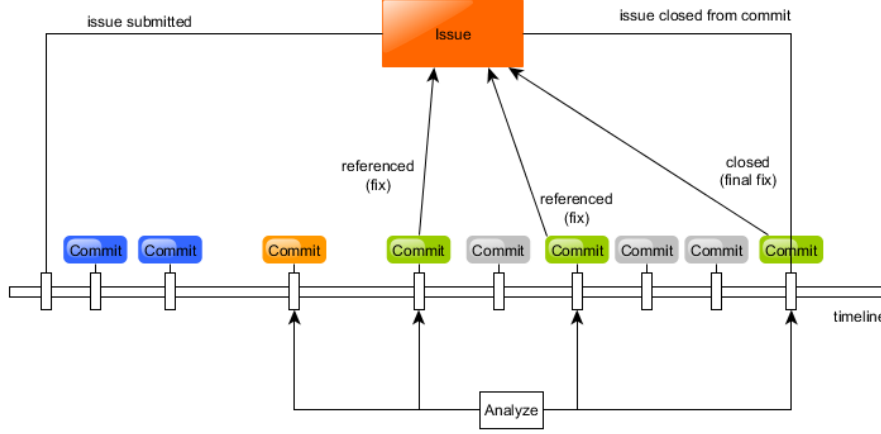 issue submitted
Issue
issue closed from commit
referenced
(fix)
referenced
(fix)
closed
(final fix)
Commit
Commit
Commit
Commit
Commit
Commit
Commit
Commit
Commit
timeline
Analyze